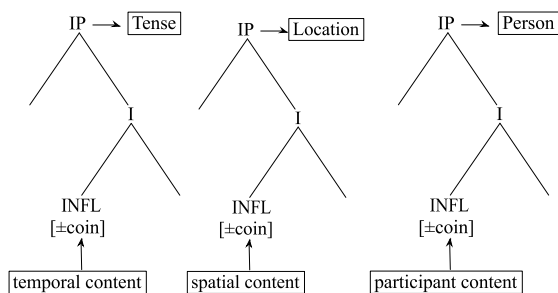 IP Tense IP Location IP Person
I I I
INFL INFL INFL
[±coin] [±coin] [±coin]
temporal content spatial content participant content